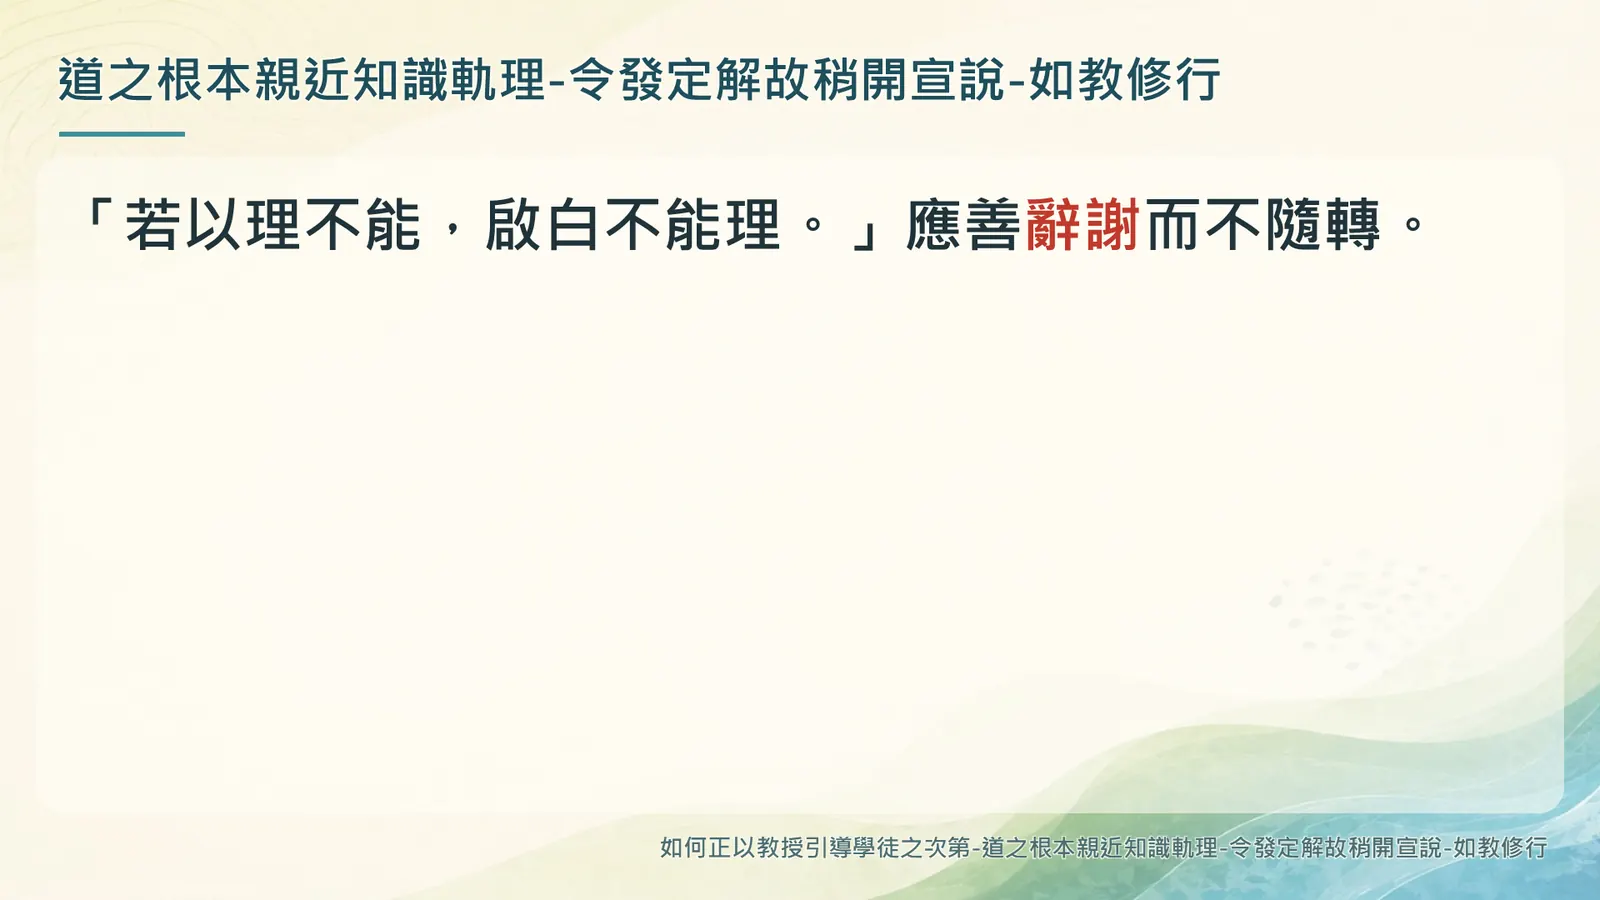 道之根本親近知識軌理-令發定解故稍開宣說-如教修行
「若以理不能，啟白不能理。」應善辭謝而不隨轉。
如何正以教授引導學徒之次第-道之根本親近知識軌理-令發定解故稍開宣說-如教修行